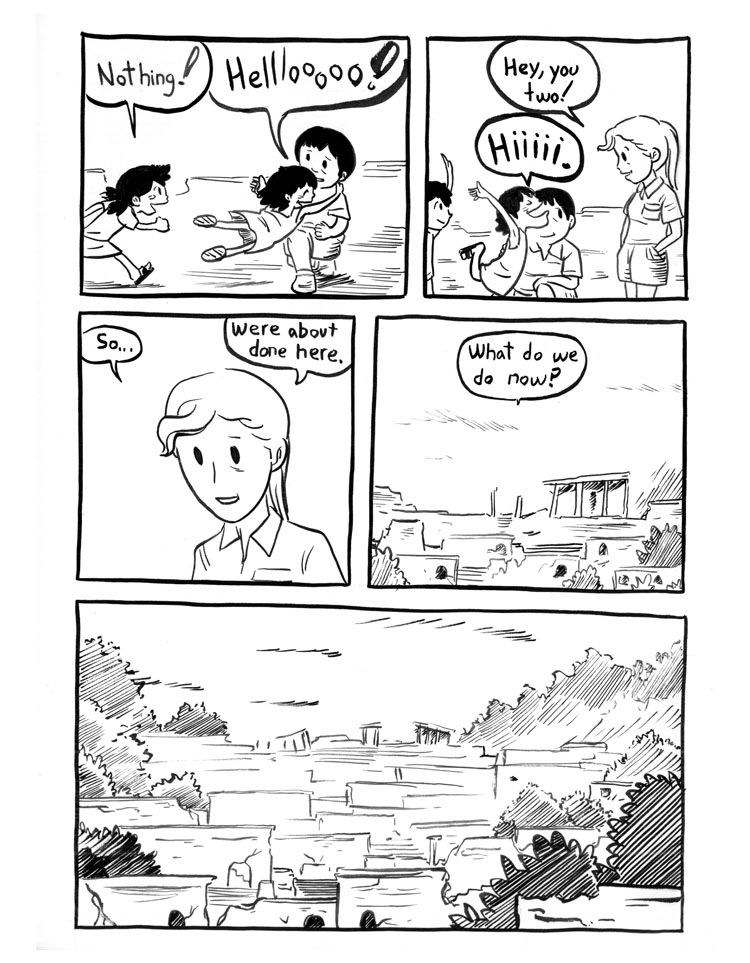 Nothing!
Hellloooooo!
Hey, you
two!
Hiiiii.
So...
were about
done here.
What do we
do now?